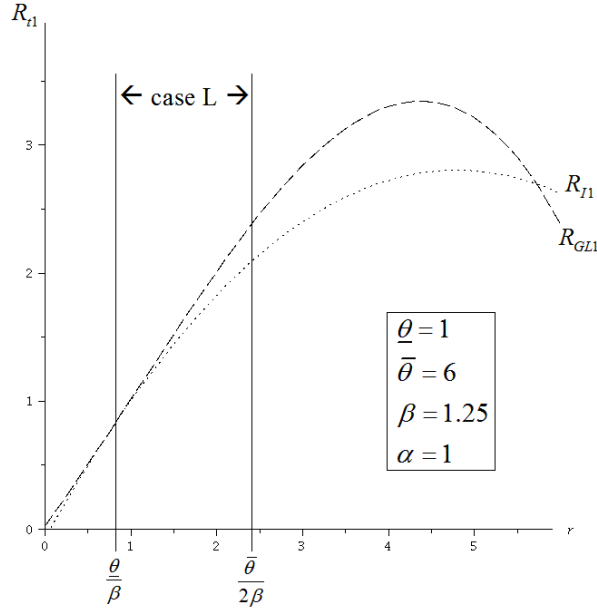 R_{t1}
← case L →
3
R_{I1}
R_{GL1}
2
θ̲ = 1
θ̄ = 6
β = 1.25
α = 1
1
0
0 1 2 3 4 5 r
θ̲/β
θ̄/2β